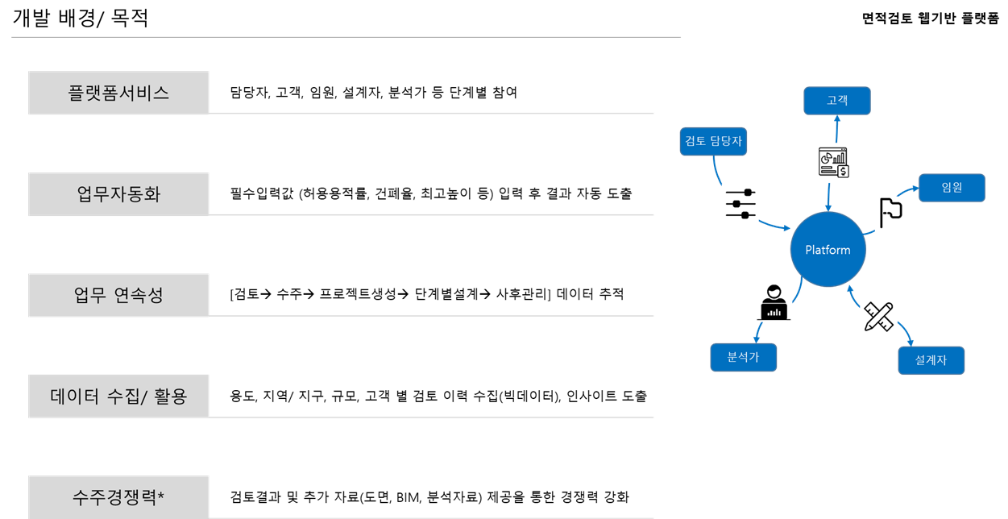 개발 배경/ 목적
면적검토 웹기반 플랫폼
플랫폼서비스
담당자, 고객, 임원, 설계자, 분석가 등 단계별 참여
업무자동화
필수입력값 (허용용적률, 건폐율, 최고높이 등) 입력 후 결과 자동 도출
업무 연속성
[검토→ 수주→ 프로젝트생성→ 단계별설계→ 사후관리] 데이터 추적
데이터 수집/ 활용
용도, 지역/ 지구, 규모, 고객 별 검토 이력 수집(빅데이터), 인사이트 도출
수주경쟁력*
검토결과 및 추가 자료(도면, BIM, 분석자료) 제공을 통한 경쟁력 강화
고객
검토 담당자
임원
Platform
분석가
설계자